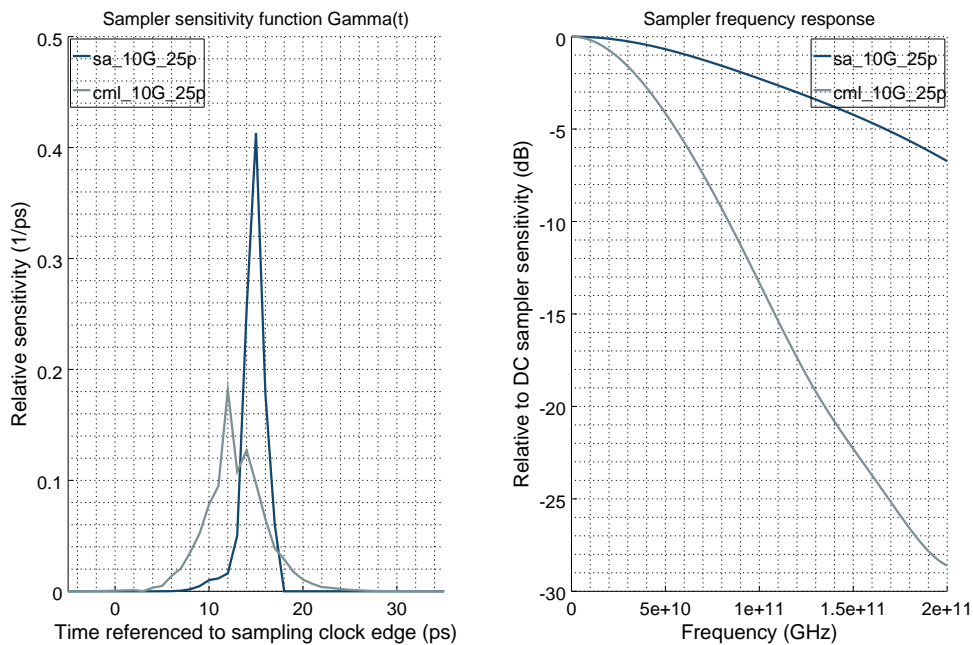 Sampler sensitivity function Gamma(t)
0.5
0.4
0.3
0.2
0.1
0
Relative sensitivity (1/ps)
sa_10G_25p
cml_10G_25p
0 10 20 30
Time referenced to sampling clock edge (ps)
Sampler frequency response
0
-5
-10
-15
-20
-25
-30
Relative to DC sampler sensitivity (dB)
sa_10G_25p
cml_10G_25p
0 5e+10 1e+11 1.5e+11 2e+11
Frequency (GHz)